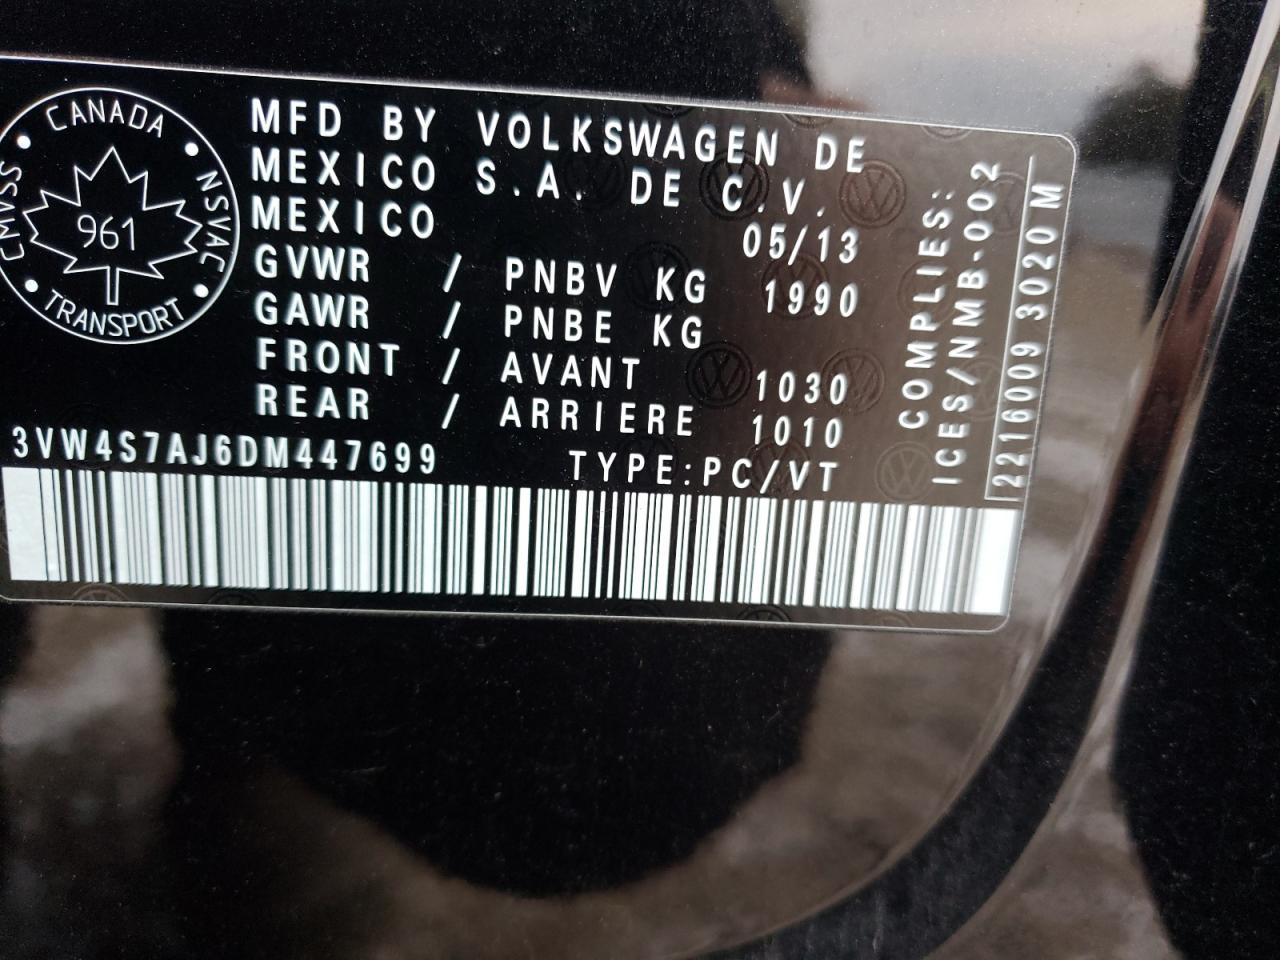 CANADA
CMVSS
NSVAC
961
TRANSPORT
MFD BY VOLKSWAGEN DE
MEXICO S.A. DE C.V.
MEXICO 05/13
GVWR / PNBV KG 1990
GAWR / PNBE KG
FRONT / AVANT 1030
REAR / ARRIERE 1010
3VW4S7AJ6DM447699 TYPE:PC/VT
COMPLIES:
ICES/NMB-002
2216009 3020 M